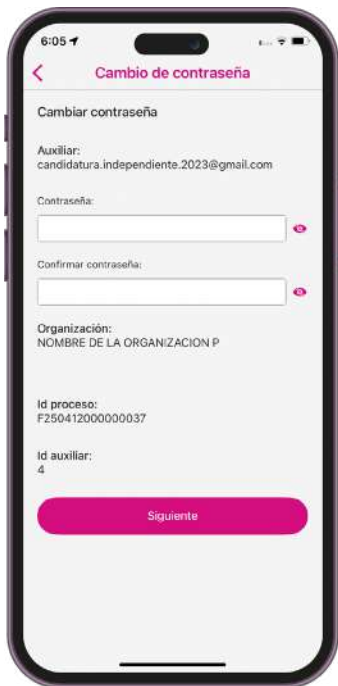 6:05
Cambio de contraseña
Cambiar contraseña
Auxiliar:
candidatura.independiente.2023@gmail.com
Contraseña:
Confirmar contraseña:
Organización:
NOMBRE DE LA ORGANIZACION P
Id proceso:
F250412000000037
Id auxiliar:
4
Siguiente